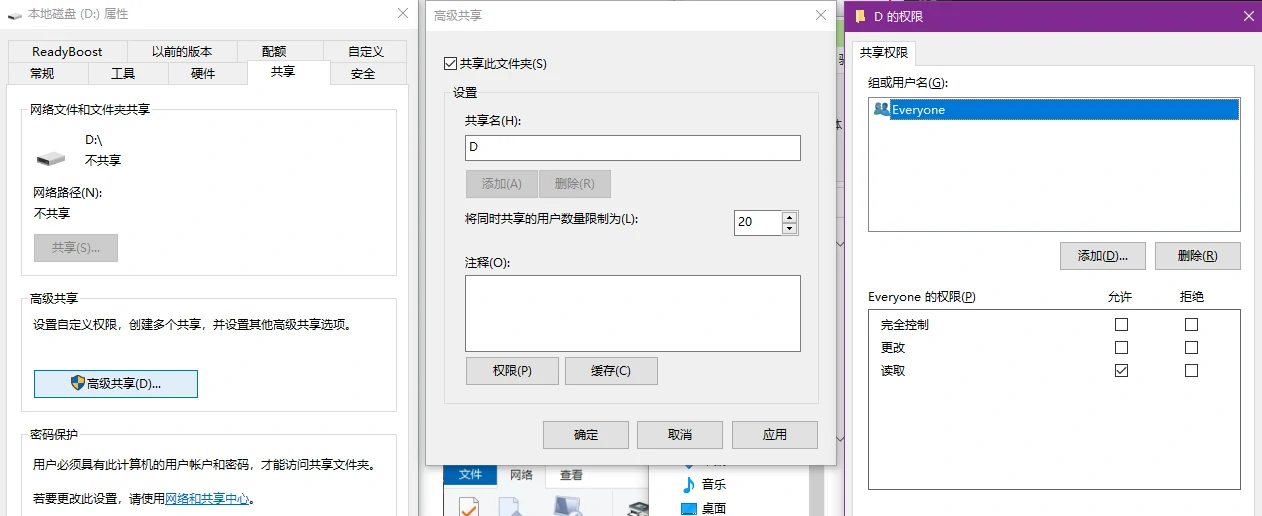 本地磁盘 (D:) 属性
ReadyBoost 以前的版本 配额 自定义
常规 工具 硬件 共享 安全
网络文件和文件夹共享
D:\
不共享
网络路径(N):
不共享
共享(S)...
高级共享
设置自定义权限，创建多个共享，并设置其他高级共享选项。
高级共享(D)...
密码保护
用户必须具有此计算机的用户帐户和密码，才能访问共享文件夹。
若要更改此设置，请使用网络和共享中心。
高级共享
共享此文件夹(S)
设置
共享名(H):
D
添加(A) 删除(R)
将同时共享的用户数量限制为(L): 20
注释(O):
权限(P) 缓存(C)
确定 取消 应用
文件 网络 查看
音乐
桌面
D 的权限
共享权限
组或用户名(G):
Everyone
添加(D)... 删除(R)
Everyone 的权限(P) 允许 拒绝
完全控制
更改
读取